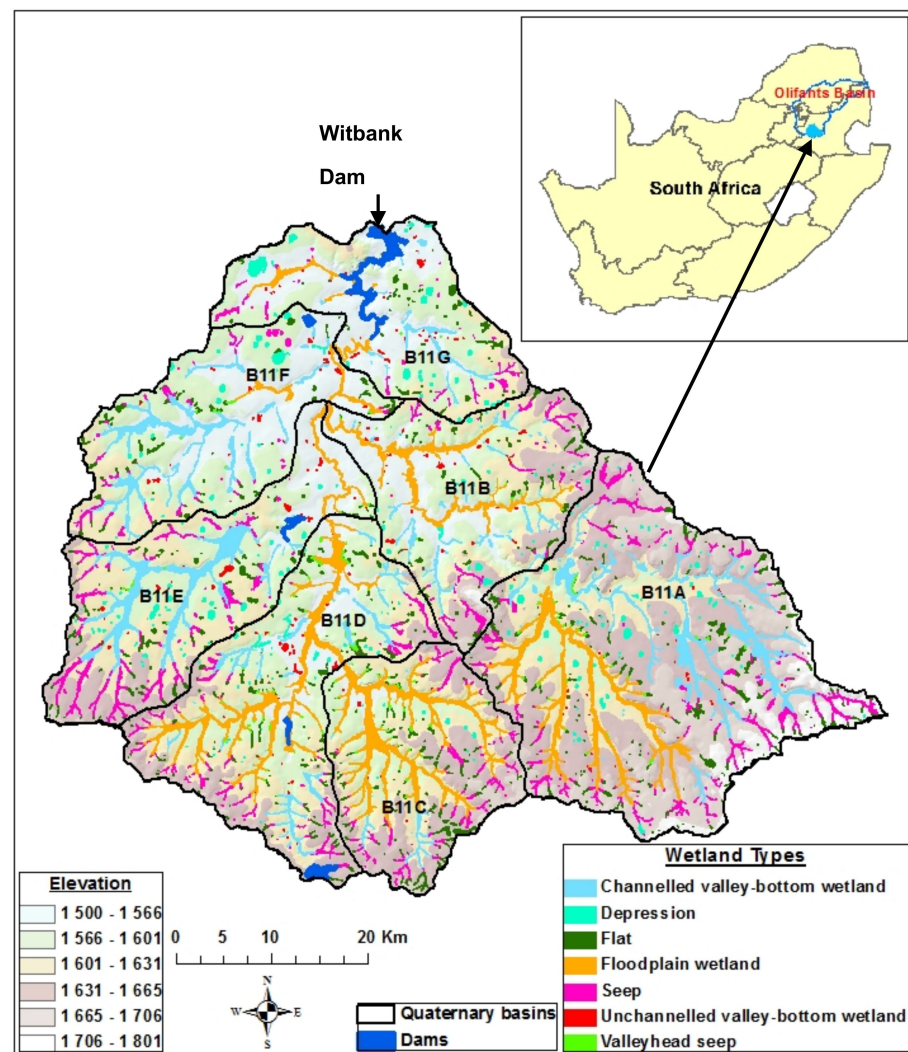 Witbank
Dam
Olifants Basin
South Africa
B11G
B11F
B11B
B11A
B11E
B11D
B11C
Elevation
1 500 - 1 566
1 566 - 1 601
1 601 - 1 631
1 631 - 1 665
1 665 - 1 706
1 706 - 1 801
0 5 10 20 Km
N
W E
S
Quaternary basins
Dams
Wetland Types
Channelled valley-bottom wetland
Depression
Flat
Floodplain wetland
Seep
Unchannelled valley-bottom wetland
Valleyhead seep